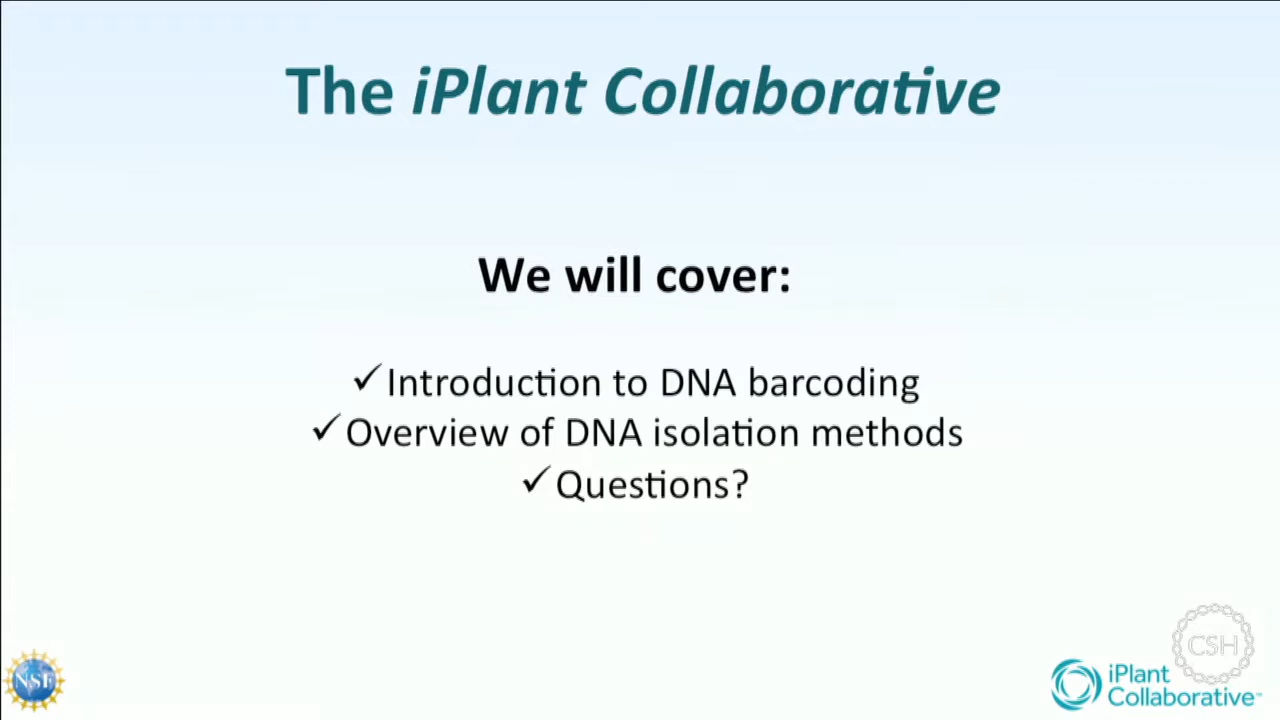 The iPlant Collaborative
We will cover:
✓Introduction to DNA barcoding
✓Overview of DNA isolation methods
✓Questions?
NSF
CSH
iPlant
Collaborative™